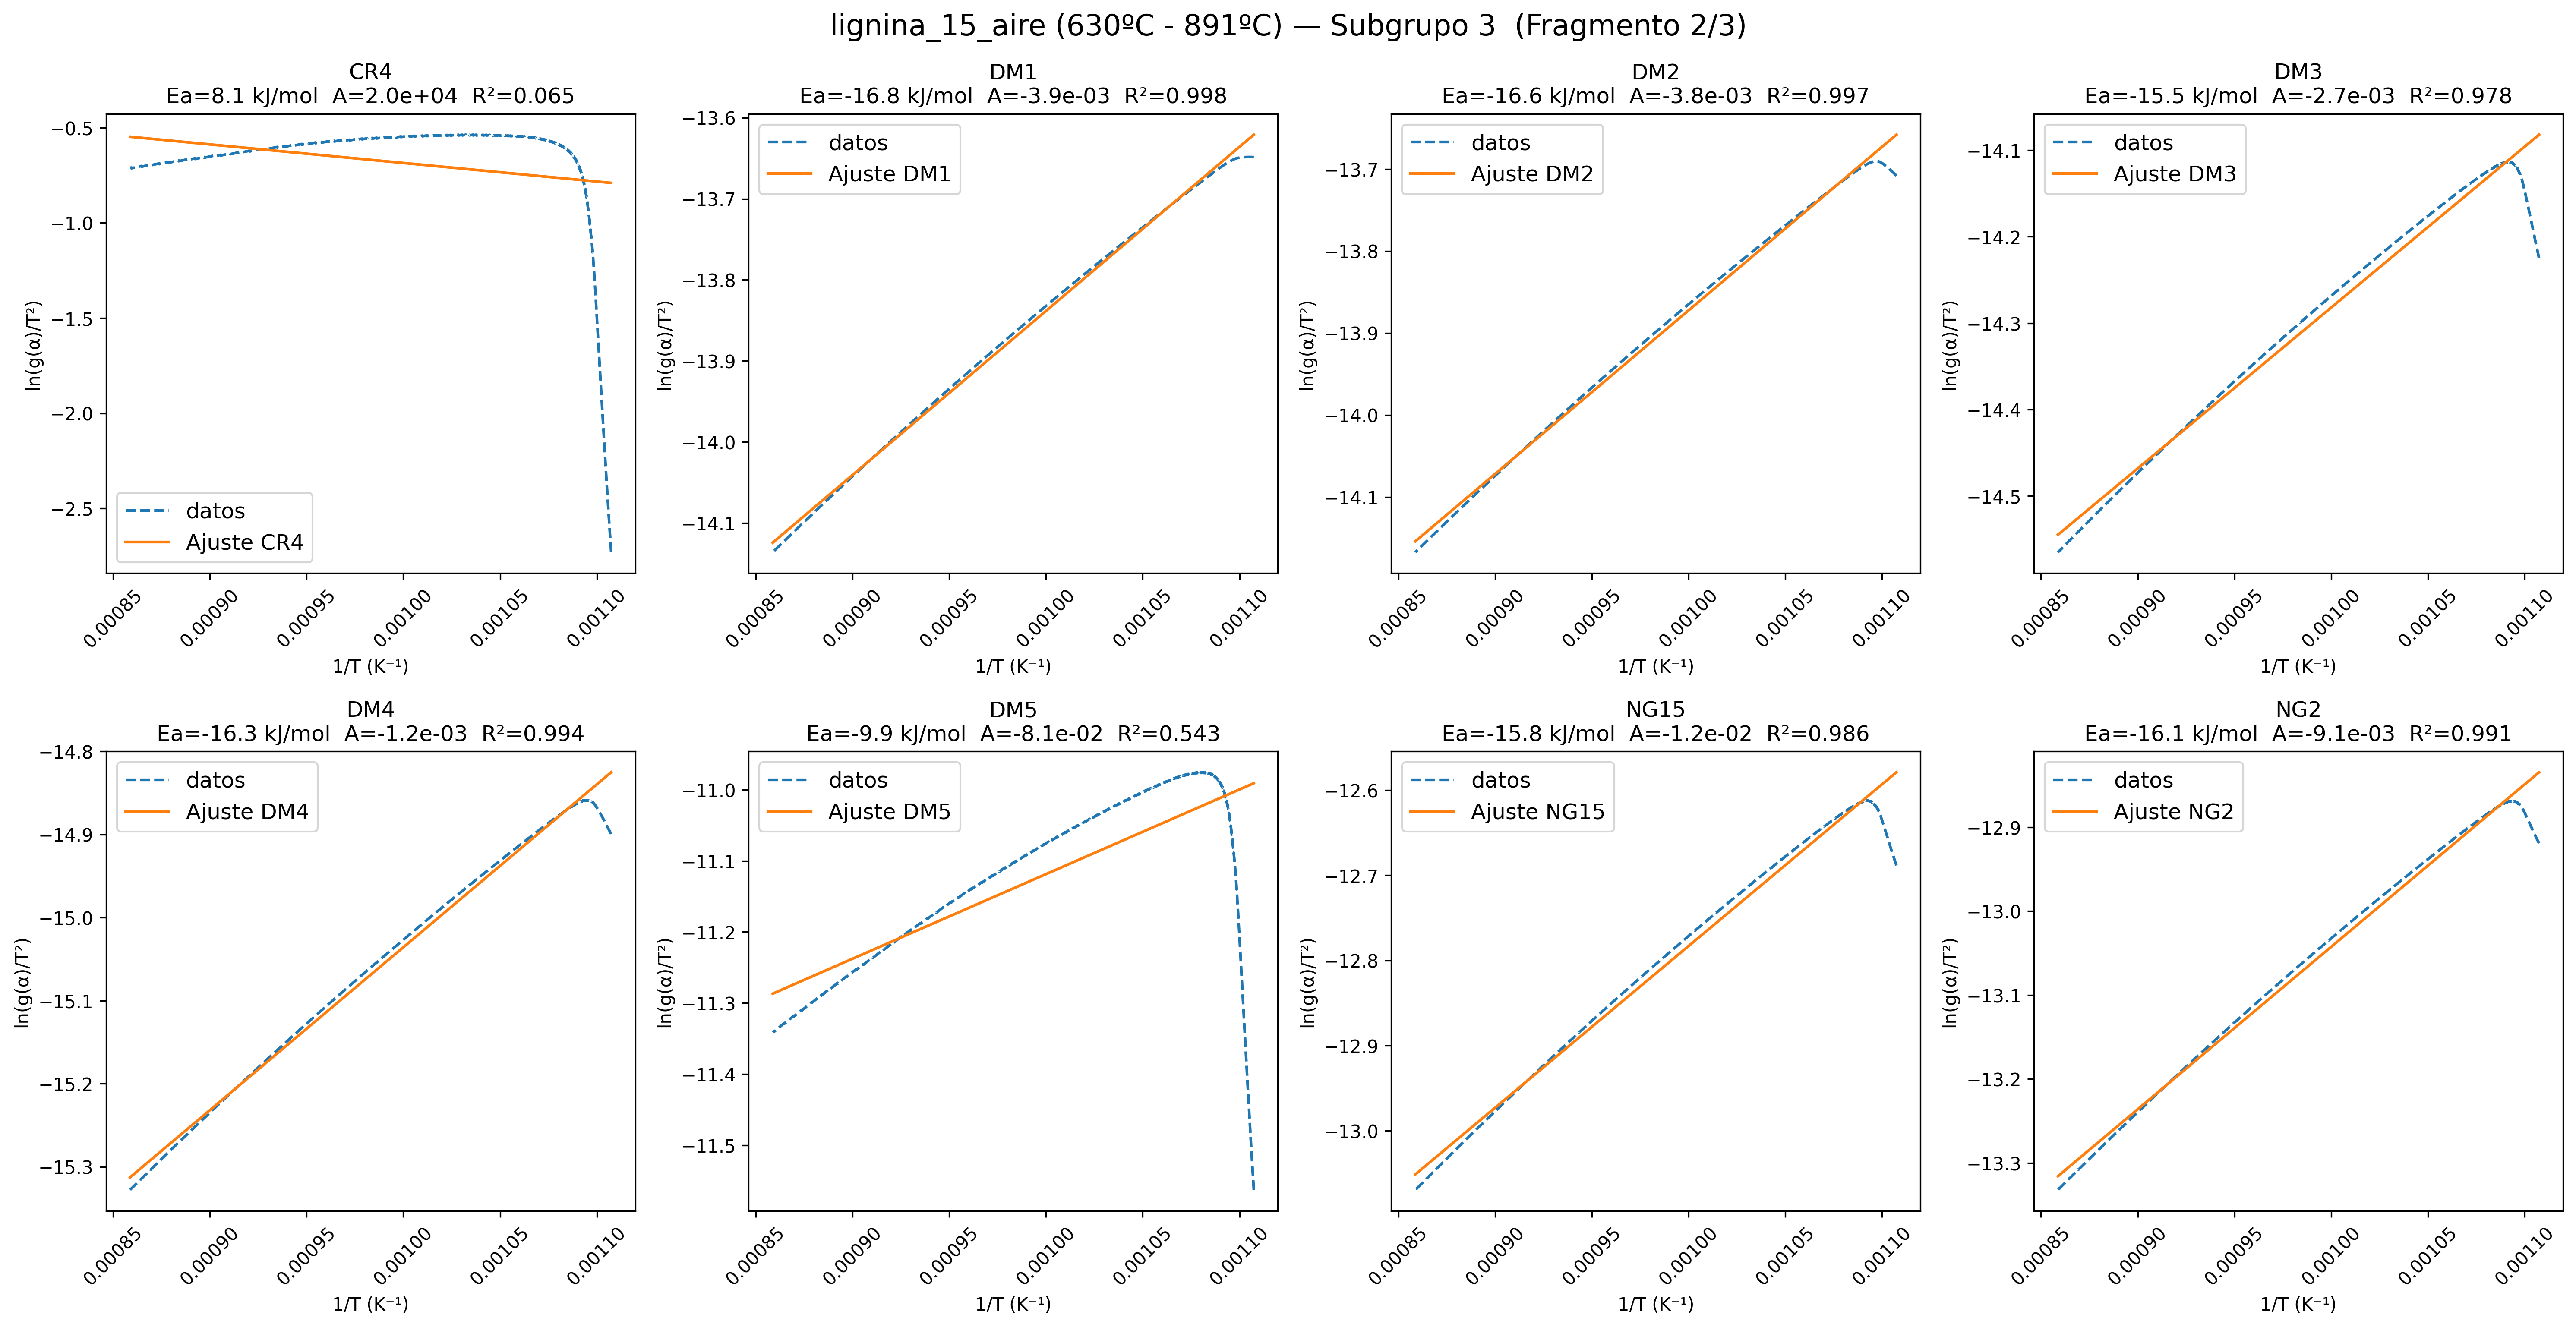 lignina_15_aire (630ºC - 891ºC) — Subgrupo 3  (Fragmento 2/3)
CR4
Ea=8.1 kJ/mol  A=2.0e+04  R²=0.065
−0.5
−1.0
−1.5
−2.0
−2.5
ln(g(α)/T²)
datos
Ajuste CR4
0.00085
0.00090
0.00095
0.00100
0.00105
0.00110
1/T (K⁻¹)
DM1
Ea=-16.8 kJ/mol  A=-3.9e-03  R²=0.998
−13.6
−13.7
−13.8
−13.9
−14.0
−14.1
ln(g(α)/T²)
datos
Ajuste DM1
0.00085
0.00090
0.00095
0.00100
0.00105
0.00110
1/T (K⁻¹)
DM2
Ea=-16.6 kJ/mol  A=-3.8e-03  R²=0.997
−13.7
−13.8
−13.9
−14.0
−14.1
ln(g(α)/T²)
datos
Ajuste DM2
0.00085
0.00090
0.00095
0.00100
0.00105
0.00110
1/T (K⁻¹)
DM3
Ea=-15.5 kJ/mol  A=-2.7e-03  R²=0.978
−14.1
−14.2
−14.3
−14.4
−14.5
ln(g(α)/T²)
datos
Ajuste DM3
0.00085
0.00090
0.00095
0.00100
0.00105
0.00110
1/T (K⁻¹)
DM4
Ea=-16.3 kJ/mol  A=-1.2e-03  R²=0.994
−14.8
−14.9
−15.0
−15.1
−15.2
−15.3
ln(g(α)/T²)
datos
Ajuste DM4
0.00085
0.00090
0.00095
0.00100
0.00105
0.00110
1/T (K⁻¹)
DM5
Ea=-9.9 kJ/mol  A=-8.1e-02  R²=0.543
−11.0
−11.1
−11.2
−11.3
−11.4
−11.5
ln(g(α)/T²)
datos
Ajuste DM5
0.00085
0.00090
0.00095
0.00100
0.00105
0.00110
1/T (K⁻¹)
NG15
Ea=-15.8 kJ/mol  A=-1.2e-02  R²=0.986
−12.6
−12.7
−12.8
−12.9
−13.0
ln(g(α)/T²)
datos
Ajuste NG15
0.00085
0.00090
0.00095
0.00100
0.00105
0.00110
1/T (K⁻¹)
NG2
Ea=-16.1 kJ/mol  A=-9.1e-03  R²=0.991
−12.9
−13.0
−13.1
−13.2
−13.3
ln(g(α)/T²)
datos
Ajuste NG2
0.00085
0.00090
0.00095
0.00100
0.00105
0.00110
1/T (K⁻¹)